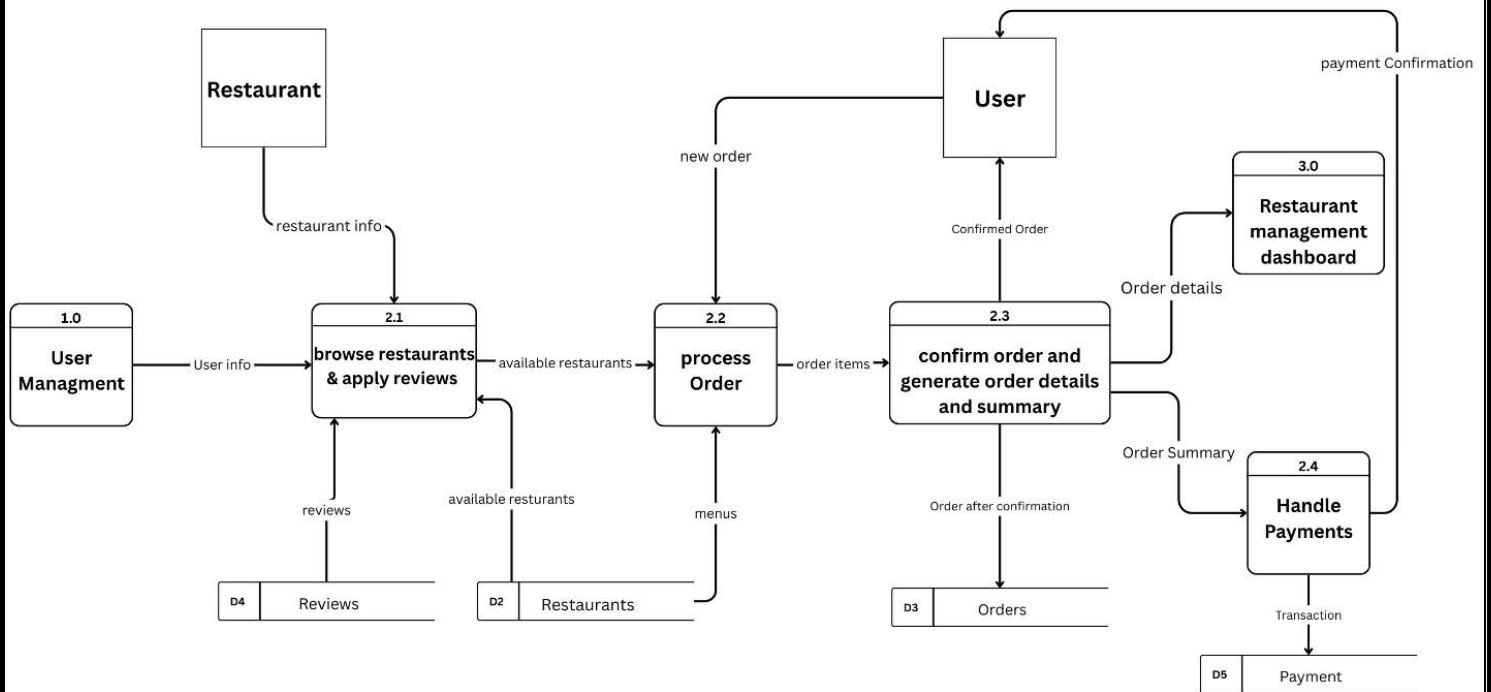 payment Confirmation
Restaurant
User
new order
3.0
Restaurant
management
dashboard
restaurant info
Confirmed Order
Order details
1.0
User
Managment
User info
2.1
browse restaurants
& apply reviews
available restaurants
2.2
process
Order
order items
2.3
confirm order and
generate order details
and summary
Order Summary
2.4
Handle
Payments
reviews
available resturants
menus
Order after confirmation
D4
Reviews
D2
Restaurants
D3
Orders
Transaction
D5
Payment